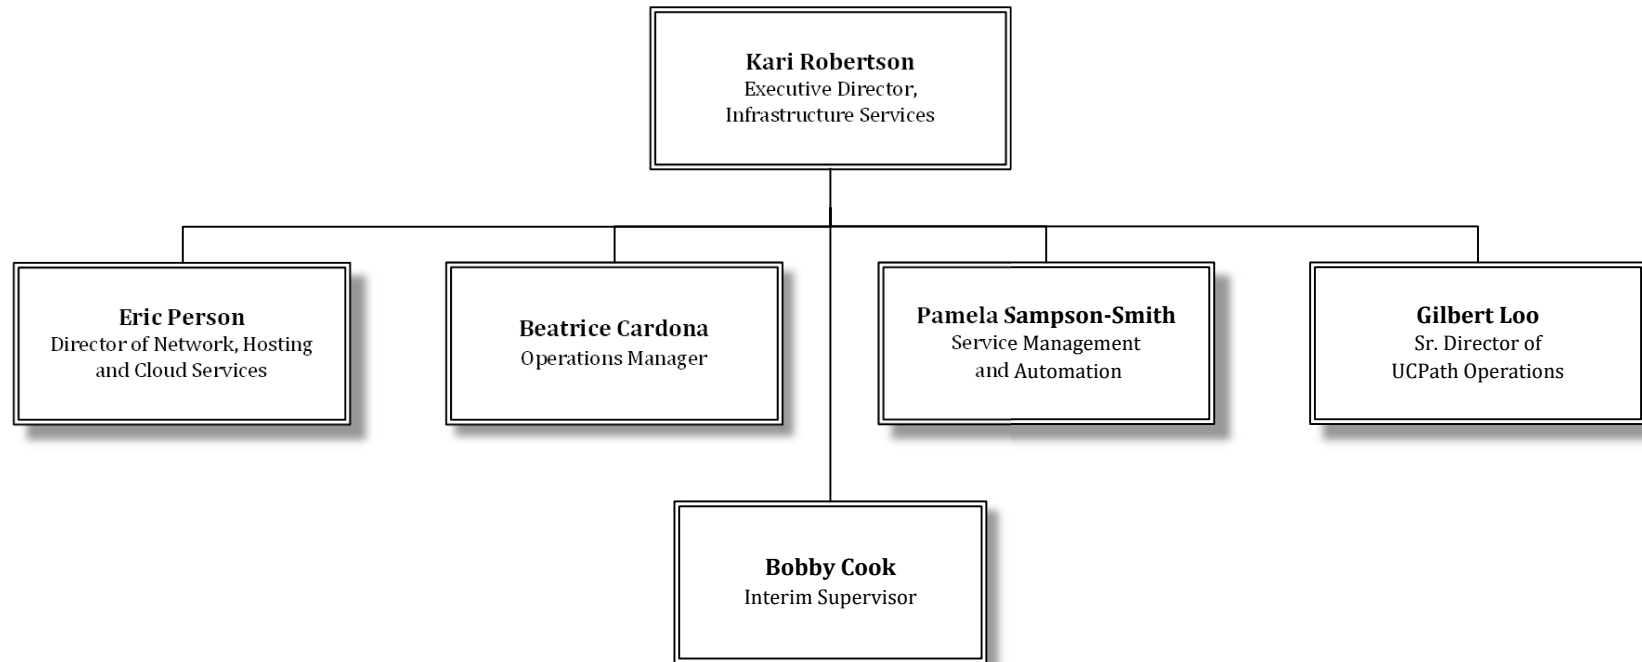 Kari Robertson
Executive Director,
Infrastructure Services
Eric Person
Director of Network, Hosting
and Cloud Services
Beatrice Cardona
Operations Manager
Pamela Sampson-Smith
Service Management
and Automation
Gilbert Loo
Sr. Director of
UCPath Operations
Bobby Cook
Interim Supervisor